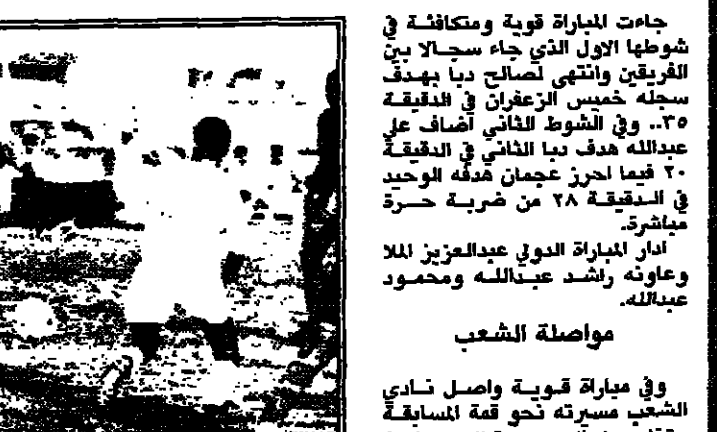 جاءت المباراة قوية ومتكافئة في
شوطها الاول الذي جاء سجالا بين
الفريقين وانتهى لصالح دبا بهدف
سجله خميس الزعفران في الدقيقة
٣٥.. وفي الشوط الثاني اضاف علي
عبدالله هدف دبا الثاني في الدقيقة
٢٠ فيما احرز عجمان هدفه الوحيد
في الدقيقة ٢٨ من ضربة حرة
مباشرة.
ادار المباراة الدولي عبدالعزيز الملا
وعاونه راشد عبدالله ومحمود
عبدالله.
مواصلة الشعب
وفي مباراة قوية واصل نادي
الشعب مسيرته نحو قمة المسابقة